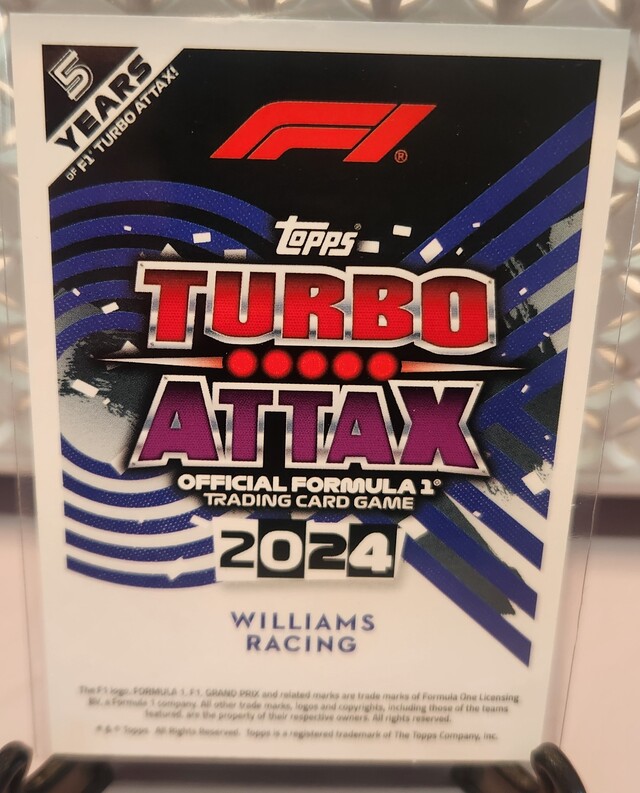 5
YEARS
OF F1® TURBO ATTAX!
F1®
Topps®
TURBO
ATTAX
OFFICIAL FORMULA 1®
TRADING CARD GAME
2024
WILLIAMS
RACING
The F1 logo, FORMULA 1, F1, GRAND PRIX and related marks are trade marks of Formula One Licensing
BV, a Formula 1 company. All other trade marks, logos and copyrights, including those of the teams
featured, are the property of their respective owners. All rights reserved.
® & © Topps All Rights Reserved. Topps is a registered trademark of The Topps Company, Inc.